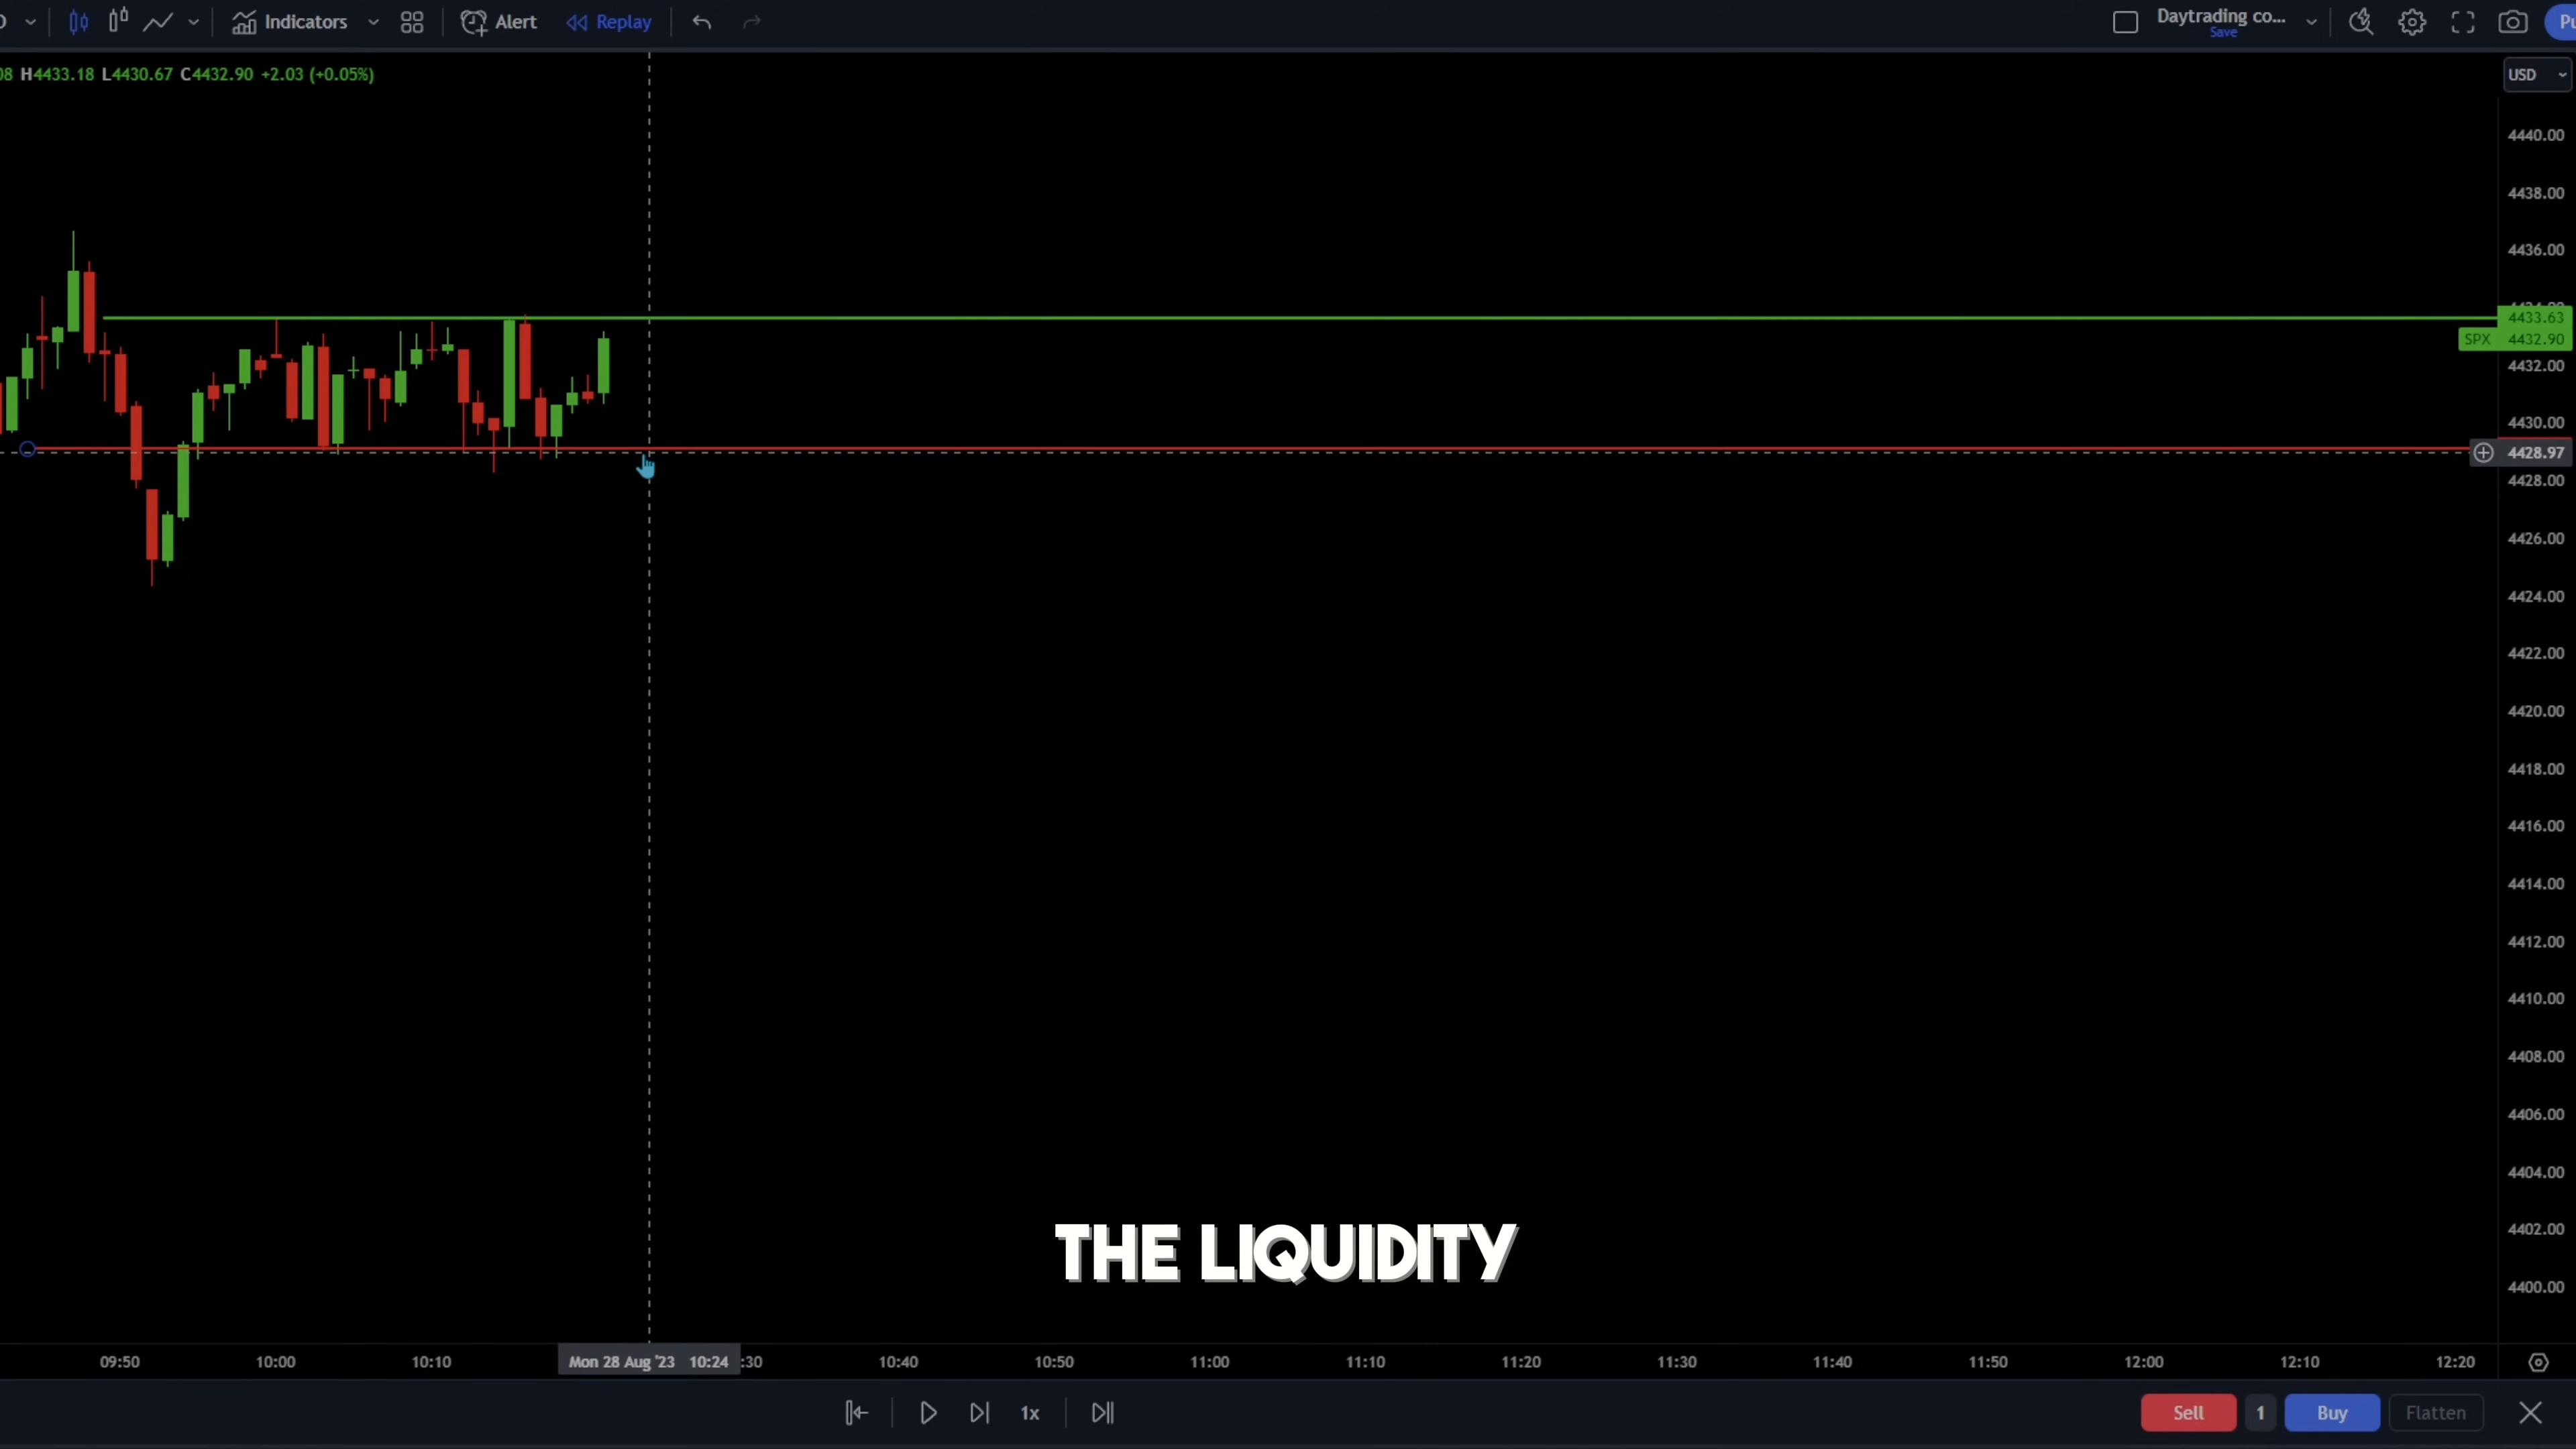 Indicators Alert Replay Daytrading co...
Save
08 H4433.18 L4430.67 C4432.90 +2.03 (+0.05%)
USD
4440.00
4438.00
4436.00
4433.63
SPX 4432.90
4432.00
4430.00
4428.97
4428.00
4426.00
4424.00
4422.00
4420.00
4418.00
4416.00
4414.00
4412.00
4410.00
4408.00
4406.00
4404.00
4402.00
4400.00
THE LIQUIDITY
09:50 10:00 10:10 Mon 28 Aug '23 10:24 :30 10:40 10:50 11:00 11:10 11:20 11:30 11:40 11:50 12:00 12:10 12:20
1x Sell 1 Buy Flatten